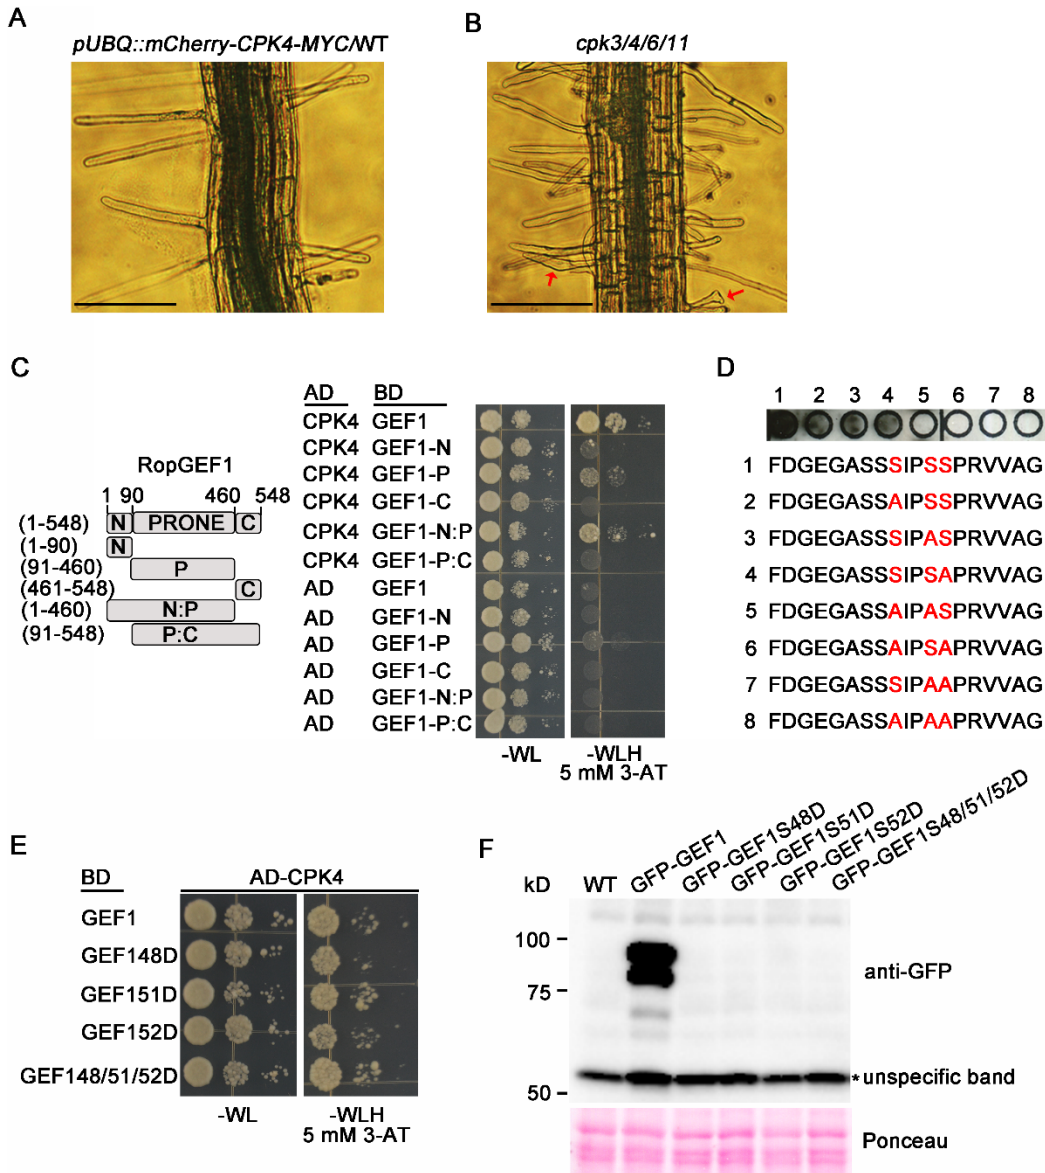 A
pUBQ::mCherry-CPK4-MYC/WT
B
cpk3/4/6/11
C
RopGEF1
1 90 460 548
(1-548) N PRONE C
(1-90) N
(91-460) P
(461-548) C
(1-460) N:P
(91-548) P:C
AD BD
CPK4 GEF1
CPK4 GEF1-N
CPK4 GEF1-P
CPK4 GEF1-C
CPK4 GEF1-N:P
CPK4 GEF1-P:C
AD GEF1
AD GEF1-N
AD GEF1-P
AD GEF1-C
AD GEF1-N:P
AD GEF1-P:C
-WL
-WLH
5 mM 3-AT
D
1 2 3 4 5 6 7 8
1 FDGEGASSSIPSSPRVVAG
2 FDGEGASSAIPSSPRVVAG
3 FDGEGASSSIPASPRVVAG
4 FDGEGASSSIPSAPRVVAG
5 FDGEGASSAIPASPRVVAG
6 FDGEGASSAIPSAPRVVAG
7 FDGEGASSSIPAAPRVVAG
8 FDGEGASSAIPAAPRVVAG
E
BD
AD-CPK4
GEF1
GEF148D
GEF151D
GEF152D
GEF148/51/52D
-WL
-WLH
5 mM 3-AT
F
kD
WT
GFP-GEF1
GFP-GEF1S48D
GFP-GEF1S51D
GFP-GEF1S52D
GFP-GEF1S48/51/52D
100
75
50
anti-GFP
*unspecific band
Ponceau